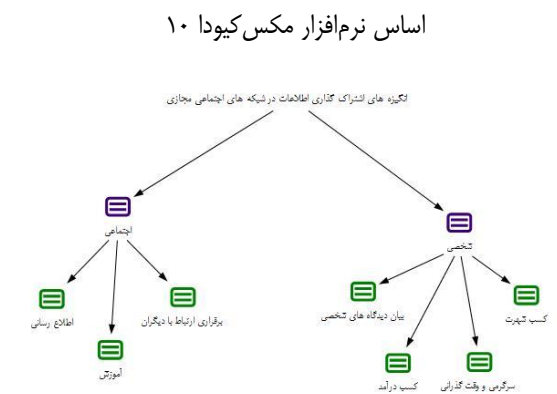 اساس نرم‌افزار مکس‌کیودا ۱۰
انگیزه های اشتراک گذاری اطلاعات در شبکه های اجتماعی مجازی
اجتماعی
شخصی
اطلاع رسانی
آموزش
برقراری ارتباط با دیگران
بیان دیدگاه های شخصی
کسب درآمد
سرگرمی و وقت گذرانی
کسب شهرت